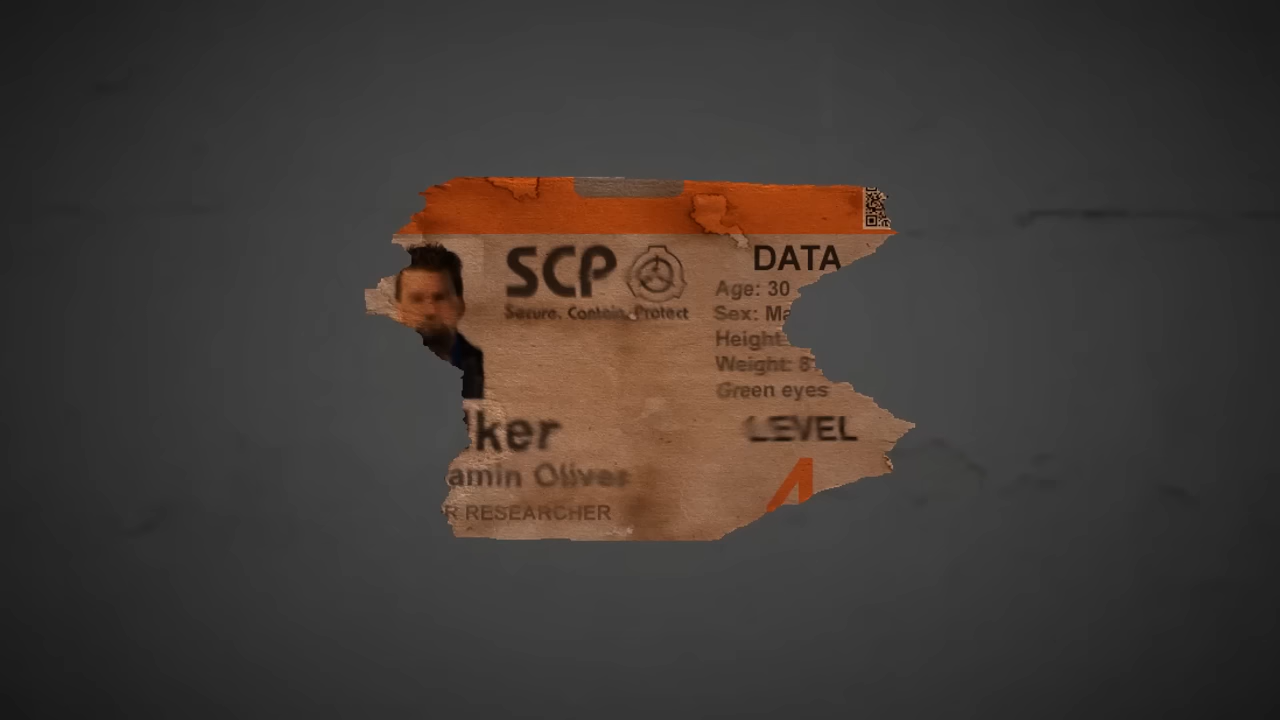 SCP
Secure. Contain. Protect
lker
amin Oliver
R RESEARCHER
DATA
Age: 30
Sex: Ma
Height
Weight: 8
Green eyes
LEVEL
4